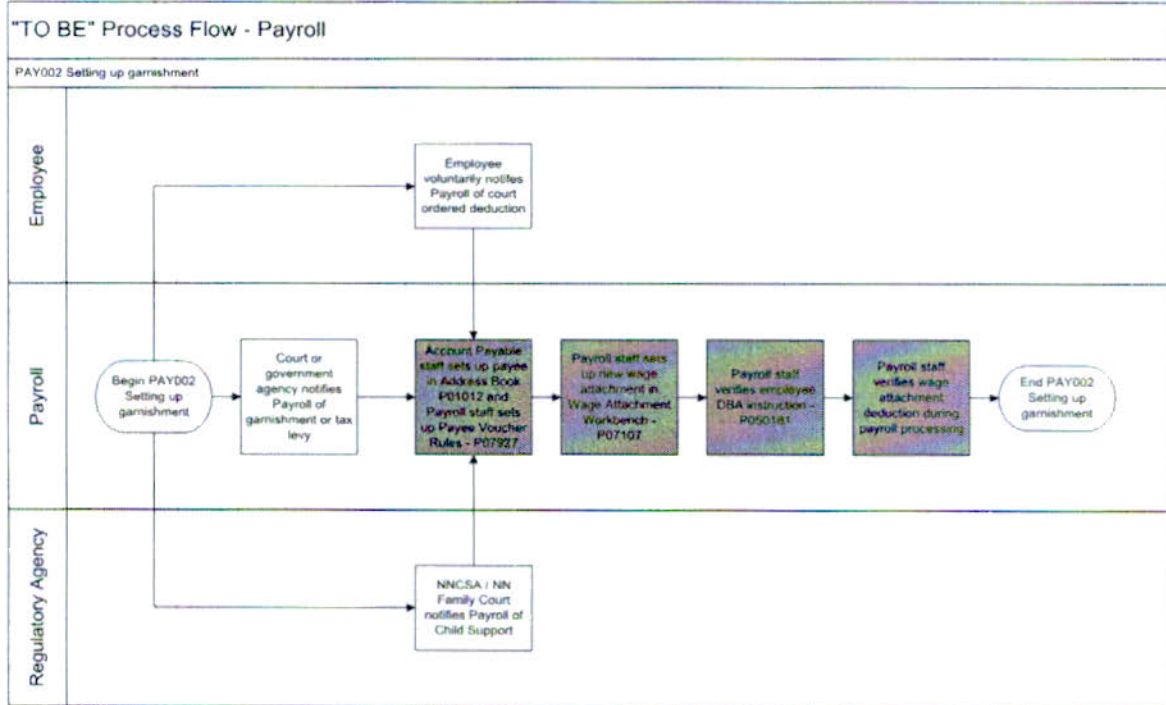 "TO BE" Process Flow - Payroll
PAY002 Setting up garnishment
Employee
Employee
voluntarily notifes
Payroll of court
ordered deduction
Payroll
Begin PAY002
Setting up
garnishment
Court or
government
agency notifies
Payroll of
garnishment or tax
levy
Account Payable
staff sets up payee
in Address Book
P01012 and
Payroll staff sets
up Payee Voucher
Rules - P07927
Payroll staff sets
up new wage
attachment in
Wage Attachment
Workbench -
P07107
Payroll staff
verifies employee
DBA instruction -
P050181
Payroll staff
verifies wage
attachment
deduction during
payroll processing
End PAY002
Setting up
garnishment
Regulatory Agency
NNCSA / NN
Family Court
notifies Payroll of
Child Support